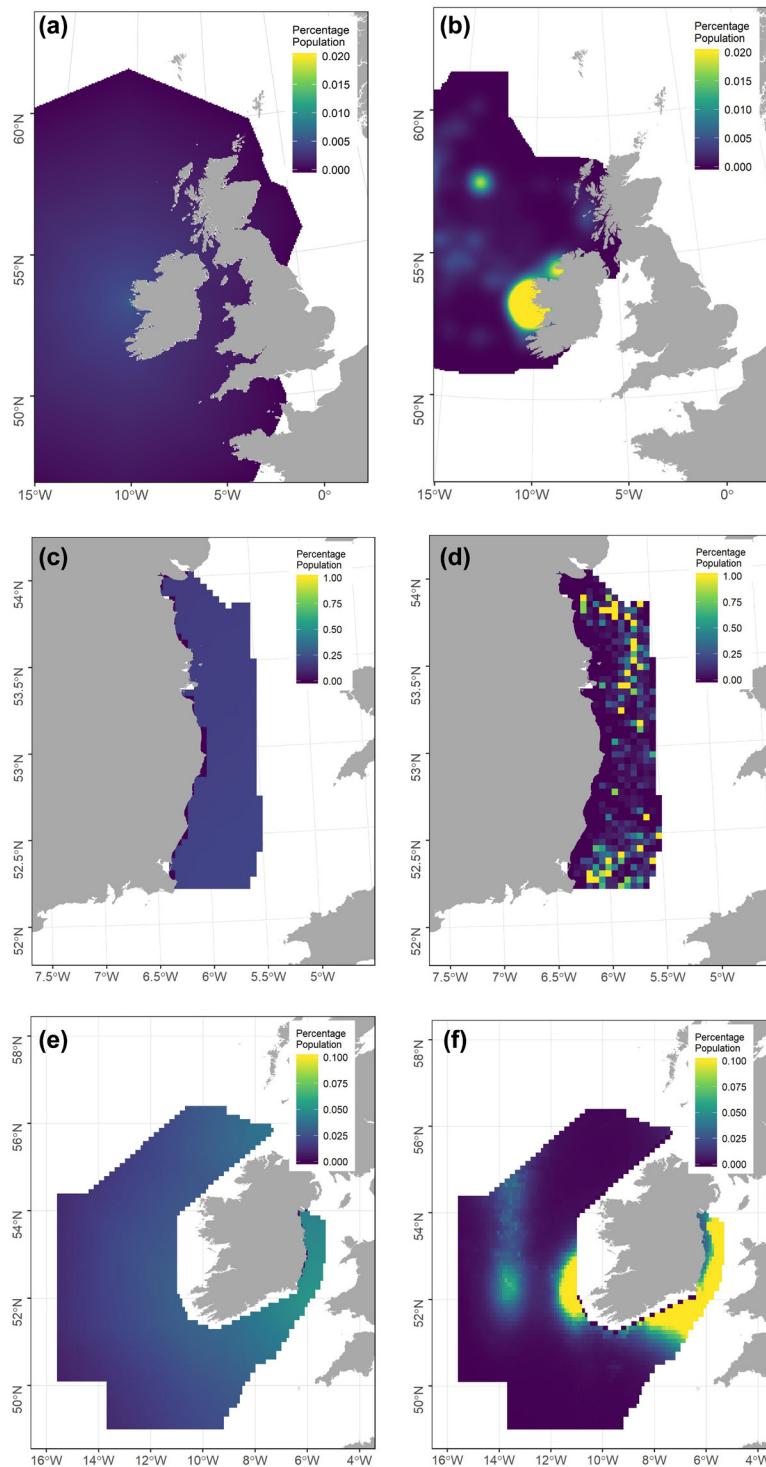 (a)
Percentage
Population
0.020
0.015
0.010
0.005
0.000
60°N
55°N
50°N
15°W 10°W 5°W 0°
(b)
Percentage
Population
0.020
0.015
0.010
0.005
0.000
60°N
55°N
50°N
15°W 10°W 5°W 0°
(c)
Percentage
Population
1.00
0.75
0.50
0.25
0.00
54°N
53.5°N
53°N
52.5°N
52°N
7.5°W 7°W 6.5°W 6°W 5.5°W 5°W
(d)
Percentage
Population
1.00
0.75
0.50
0.25
0.00
54°N
53.5°N
53°N
52.5°N
52°N
7.5°W 7°W 6.5°W 6°W 5.5°W 5°W
(e)
Percentage
Population
0.100
0.075
0.050
0.025
0.000
58°N
56°N
54°N
52°N
50°N
16°W 14°W 12°W 10°W 8°W 6°W 4°W
(f)
Percentage
Population
0.100
0.075
0.050
0.025
0.000
58°N
56°N
54°N
52°N
50°N
16°W 14°W 12°W 10°W 8°W 6°W 4°W